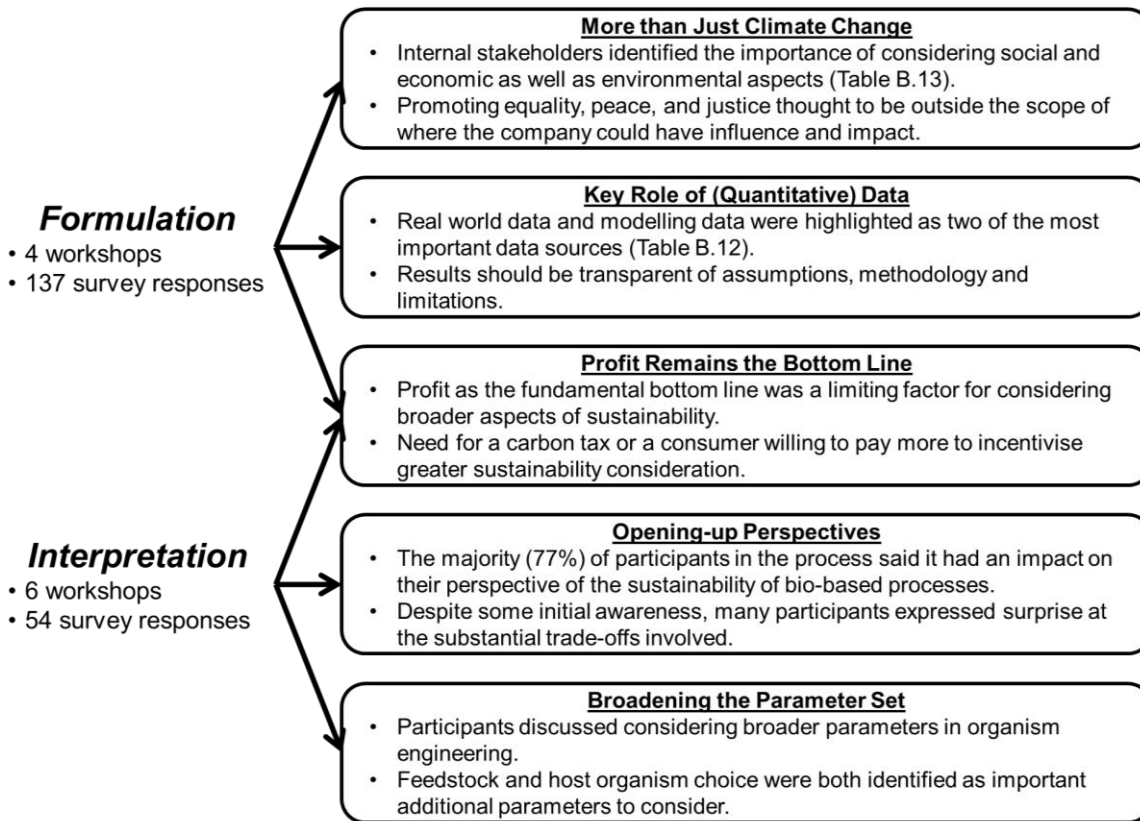 More than Just Climate Change
• Internal stakeholders identified the importance of considering social and
economic as well as environmental aspects (Table B.13).
• Promoting equality, peace, and justice thought to be outside the scope of
where the company could have influence and impact.
Formulation
• 4 workshops
• 137 survey responses
Key Role of (Quantitative) Data
• Real world data and modelling data were highlighted as two of the most
important data sources (Table B.12).
• Results should be transparent of assumptions, methodology and
limitations.
Profit Remains the Bottom Line
• Profit as the fundamental bottom line was a limiting factor for considering
broader aspects of sustainability.
• Need for a carbon tax or a consumer willing to pay more to incentivise
greater sustainability consideration.
Interpretation
• 6 workshops
• 54 survey responses
Opening-up Perspectives
• The majority (77%) of participants in the process said it had an impact on
their perspective of the sustainability of bio-based processes.
• Despite some initial awareness, many participants expressed surprise at
the substantial trade-offs involved.
Broadening the Parameter Set
• Participants discussed considering broader parameters in organism
engineering.
• Feedstock and host organism choice were both identified as important
additional parameters to consider.